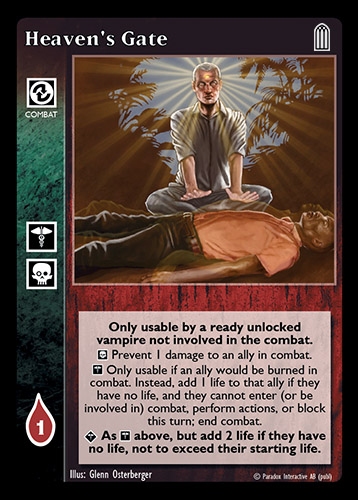 Heaven's Gate
COMBAT
Only usable by a ready unlocked
vampire not involved in the combat.
Prevent 1 damage to an ally in combat.
Only usable if an ally would be burned in
combat. Instead, add 1 life to that ally if they
have no life, and they cannot enter (or be
involved in) combat, perform actions, or block
this turn; end combat.
As above, but add 2 life if they have
no life, not to exceed their starting life.
1
Illus: Glenn Osterberger
© Paradox Interactive AB (publ)